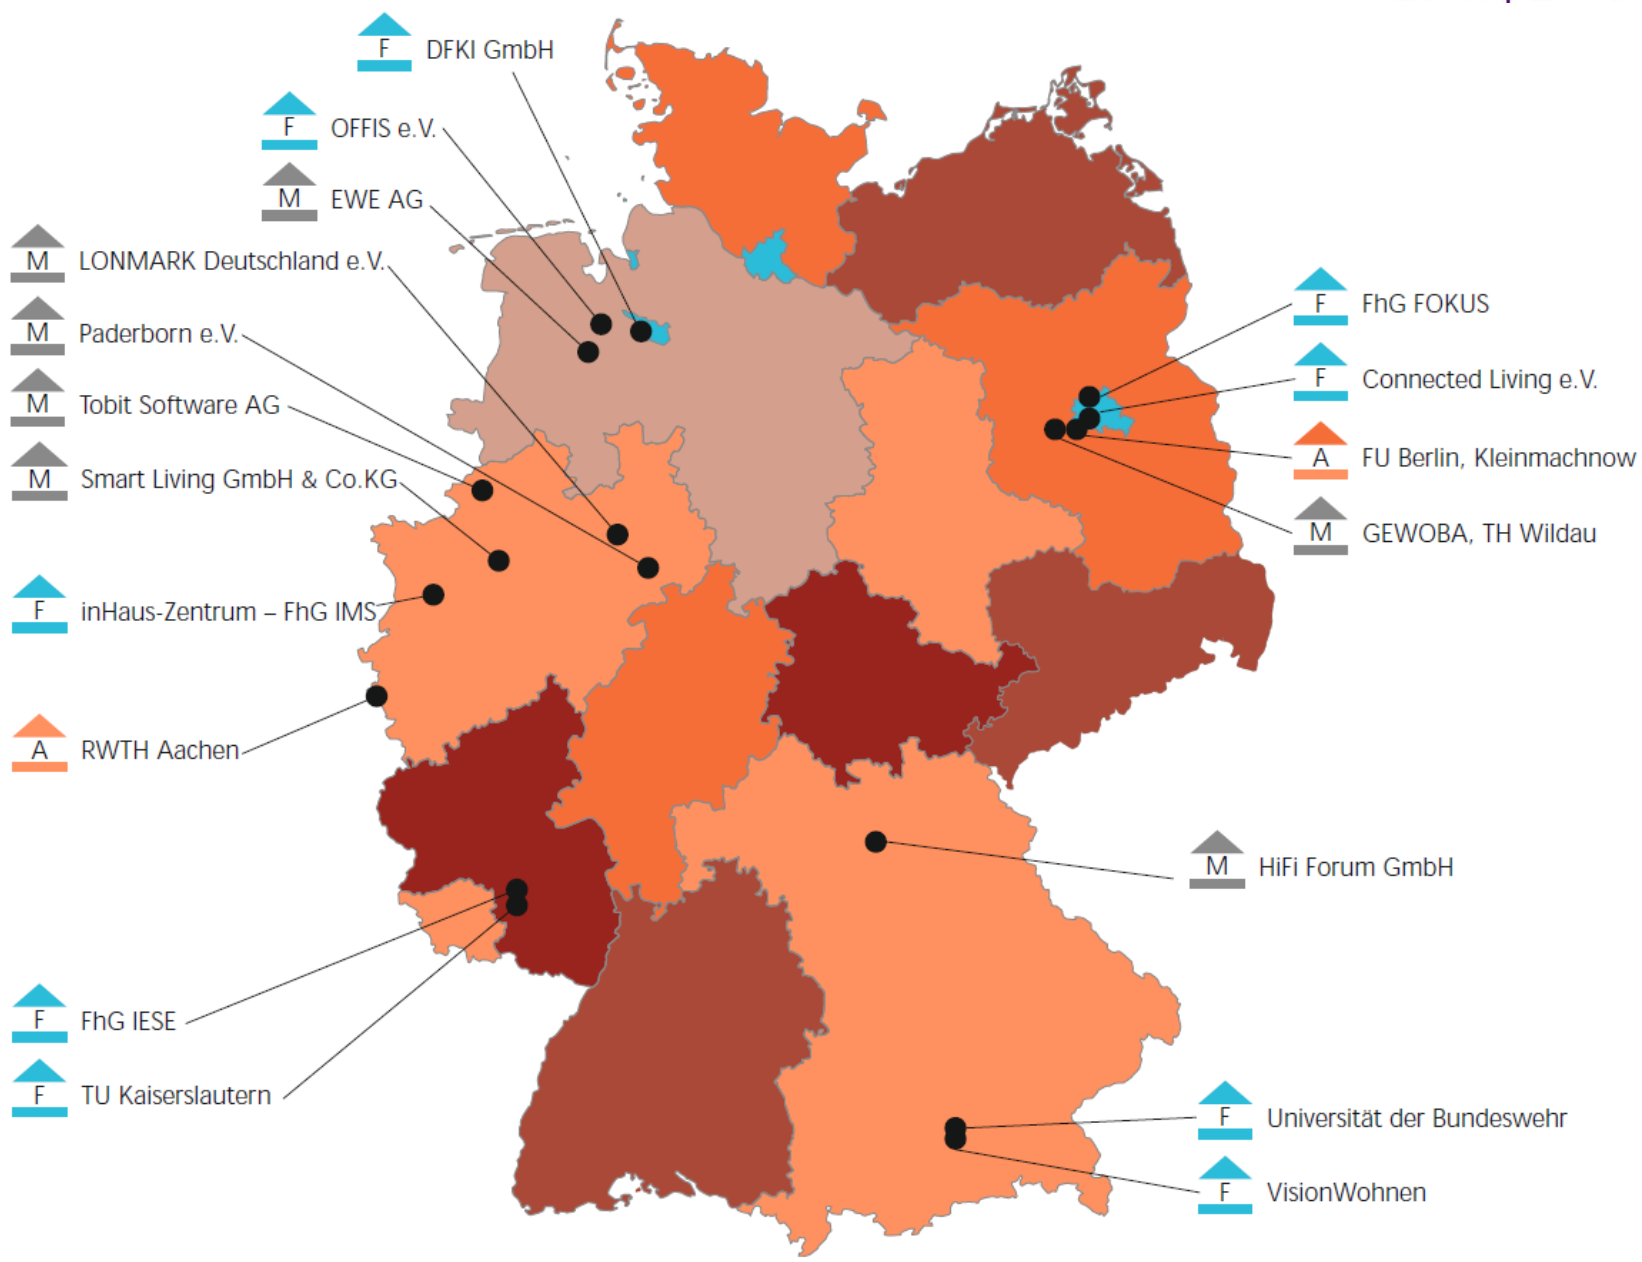 F DFKI GmbH
F OFFIS e.V.
M EWE AG
M LONMARK Deutschland e.V.
M Paderborn e.V.
M Tobit Software AG
M Smart Living GmbH & Co.KG
F inHaus-Zentrum – FhG IMS
A RWTH Aachen
F FhG IESE
F TU Kaiserslautern
F FhG FOKUS
F Connected Living e.V.
A FU Berlin, Kleinmachnow
M GEWOBA, TH Wildau
M HiFi Forum GmbH
F Universität der Bundeswehr
F VisionWohnen